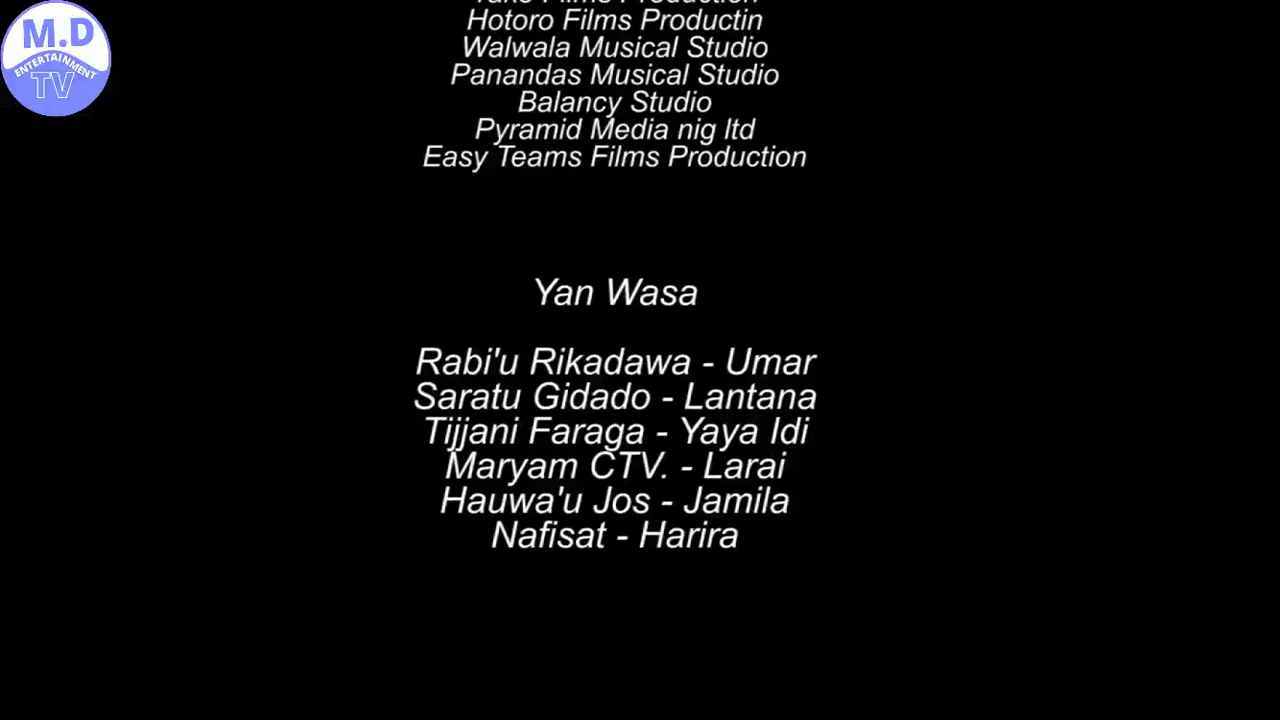 M.D
ENTERTAINMENT
TV
Films Production
Hotoro Films Productin
Walwala Musical Studio
Panandas Musical Studio
Balancy Studio
Pyramid Media nig ltd
Easy Teams Films Production
Yan Wasa
Rabi'u Rikadawa - Umar
Saratu Gidado - Lantana
Tijjani Faraga - Yaya Idi
Maryam CTV. - Larai
Hauwa'u Jos - Jamila
Nafisat - Harira